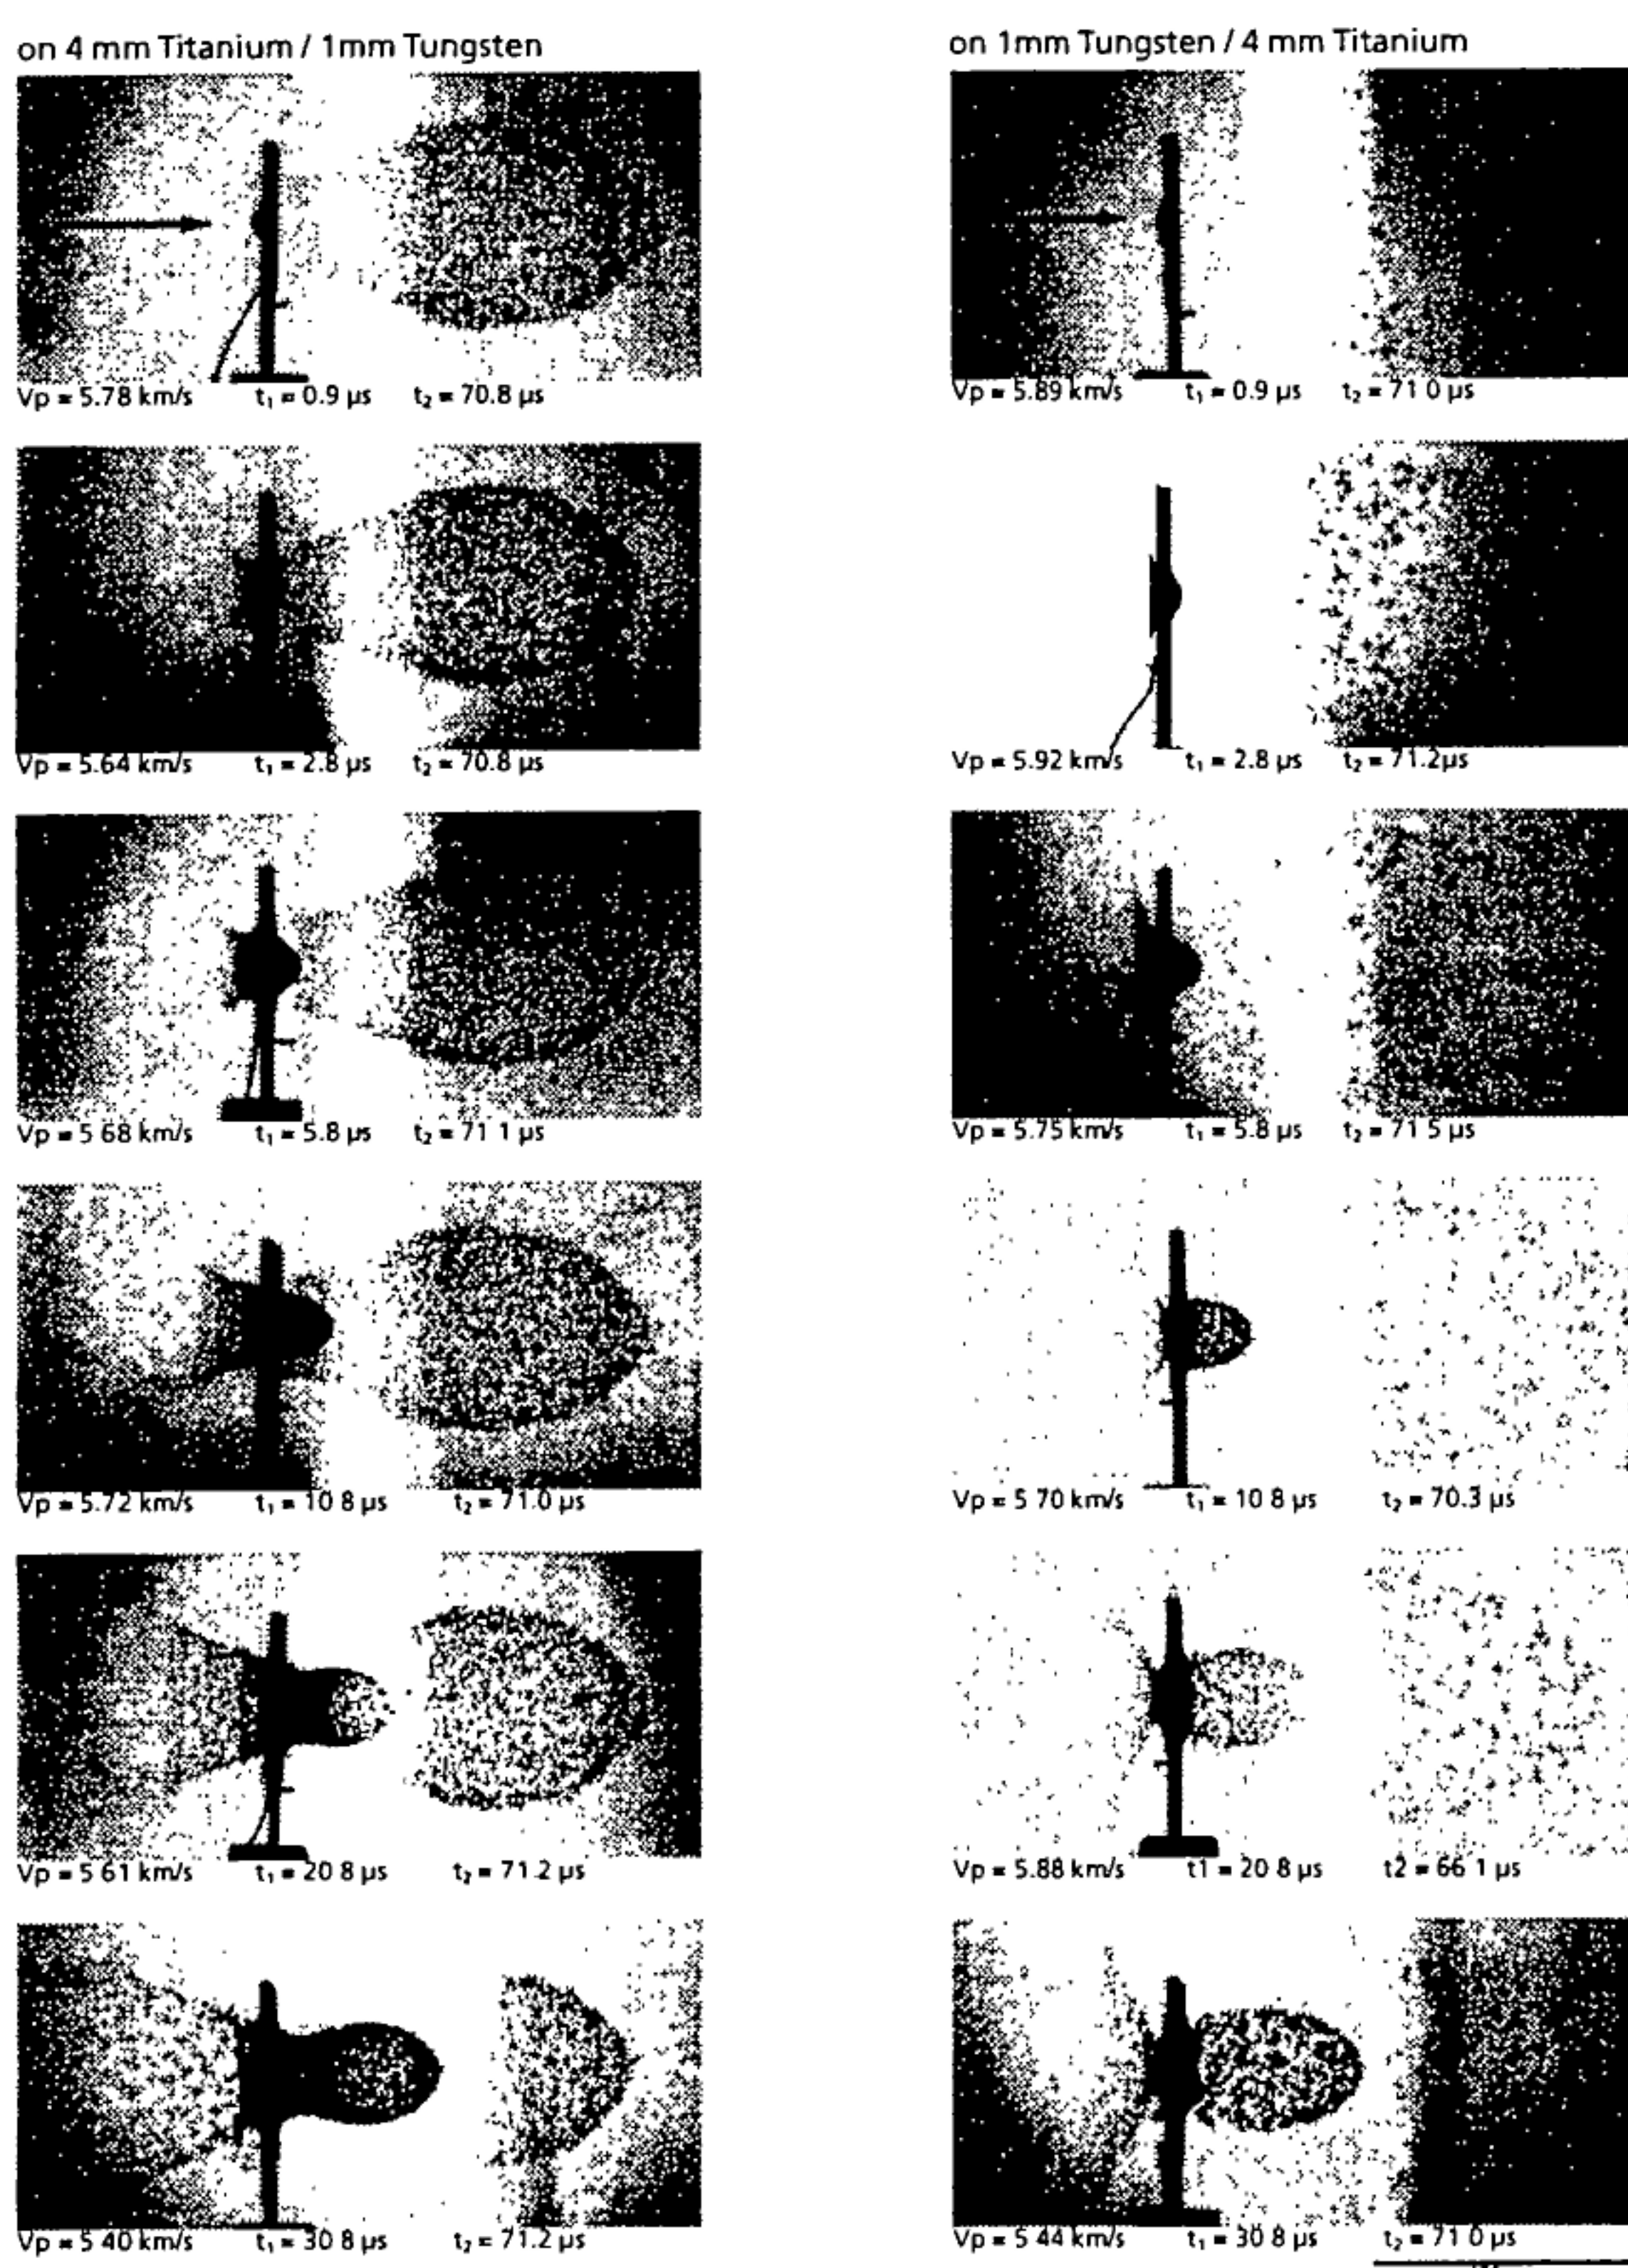 on 4 mm Titanium / 1mm Tungsten
Vp = 5.78 km/s t₁ = 0.9 µs t₂ = 70.8 µs
Vp = 5.64 km/s t₁ = 2.8 µs t₂ = 70.8 µs
Vp = 5 68 km/s t₁ = 5.8 µs t₂ = 71 1 µs
Vp = 5.72 km/s t₁ = 10 8 µs t₂ = 71.0 µs
Vp = 5 61 km/s t₁ = 20 8 µs t₂ = 71.2 µs
Vp = 5 40 km/s t₁ = 30 8 µs t₂ = 71.2 µs
on 1mm Tungsten / 4 mm Titanium
Vp = 5.89 km/s t₁ = 0.9 µs t₂ = 71 0 µs
Vp = 5.92 km/s t₁ = 2.8 µs t₂ = 71.2µs
Vp = 5.75 km/s t₁ = 5.8 µs t₂ = 71 5 µs
Vp = 5 70 km/s t₁ = 10 8 µs t₂ = 70.3 µs
Vp = 5.88 km/s t1 = 20 8 µs t2 = 66 1 µs
Vp = 5 44 km/s t₁ = 30 8 µs t₂ = 71 0 µs